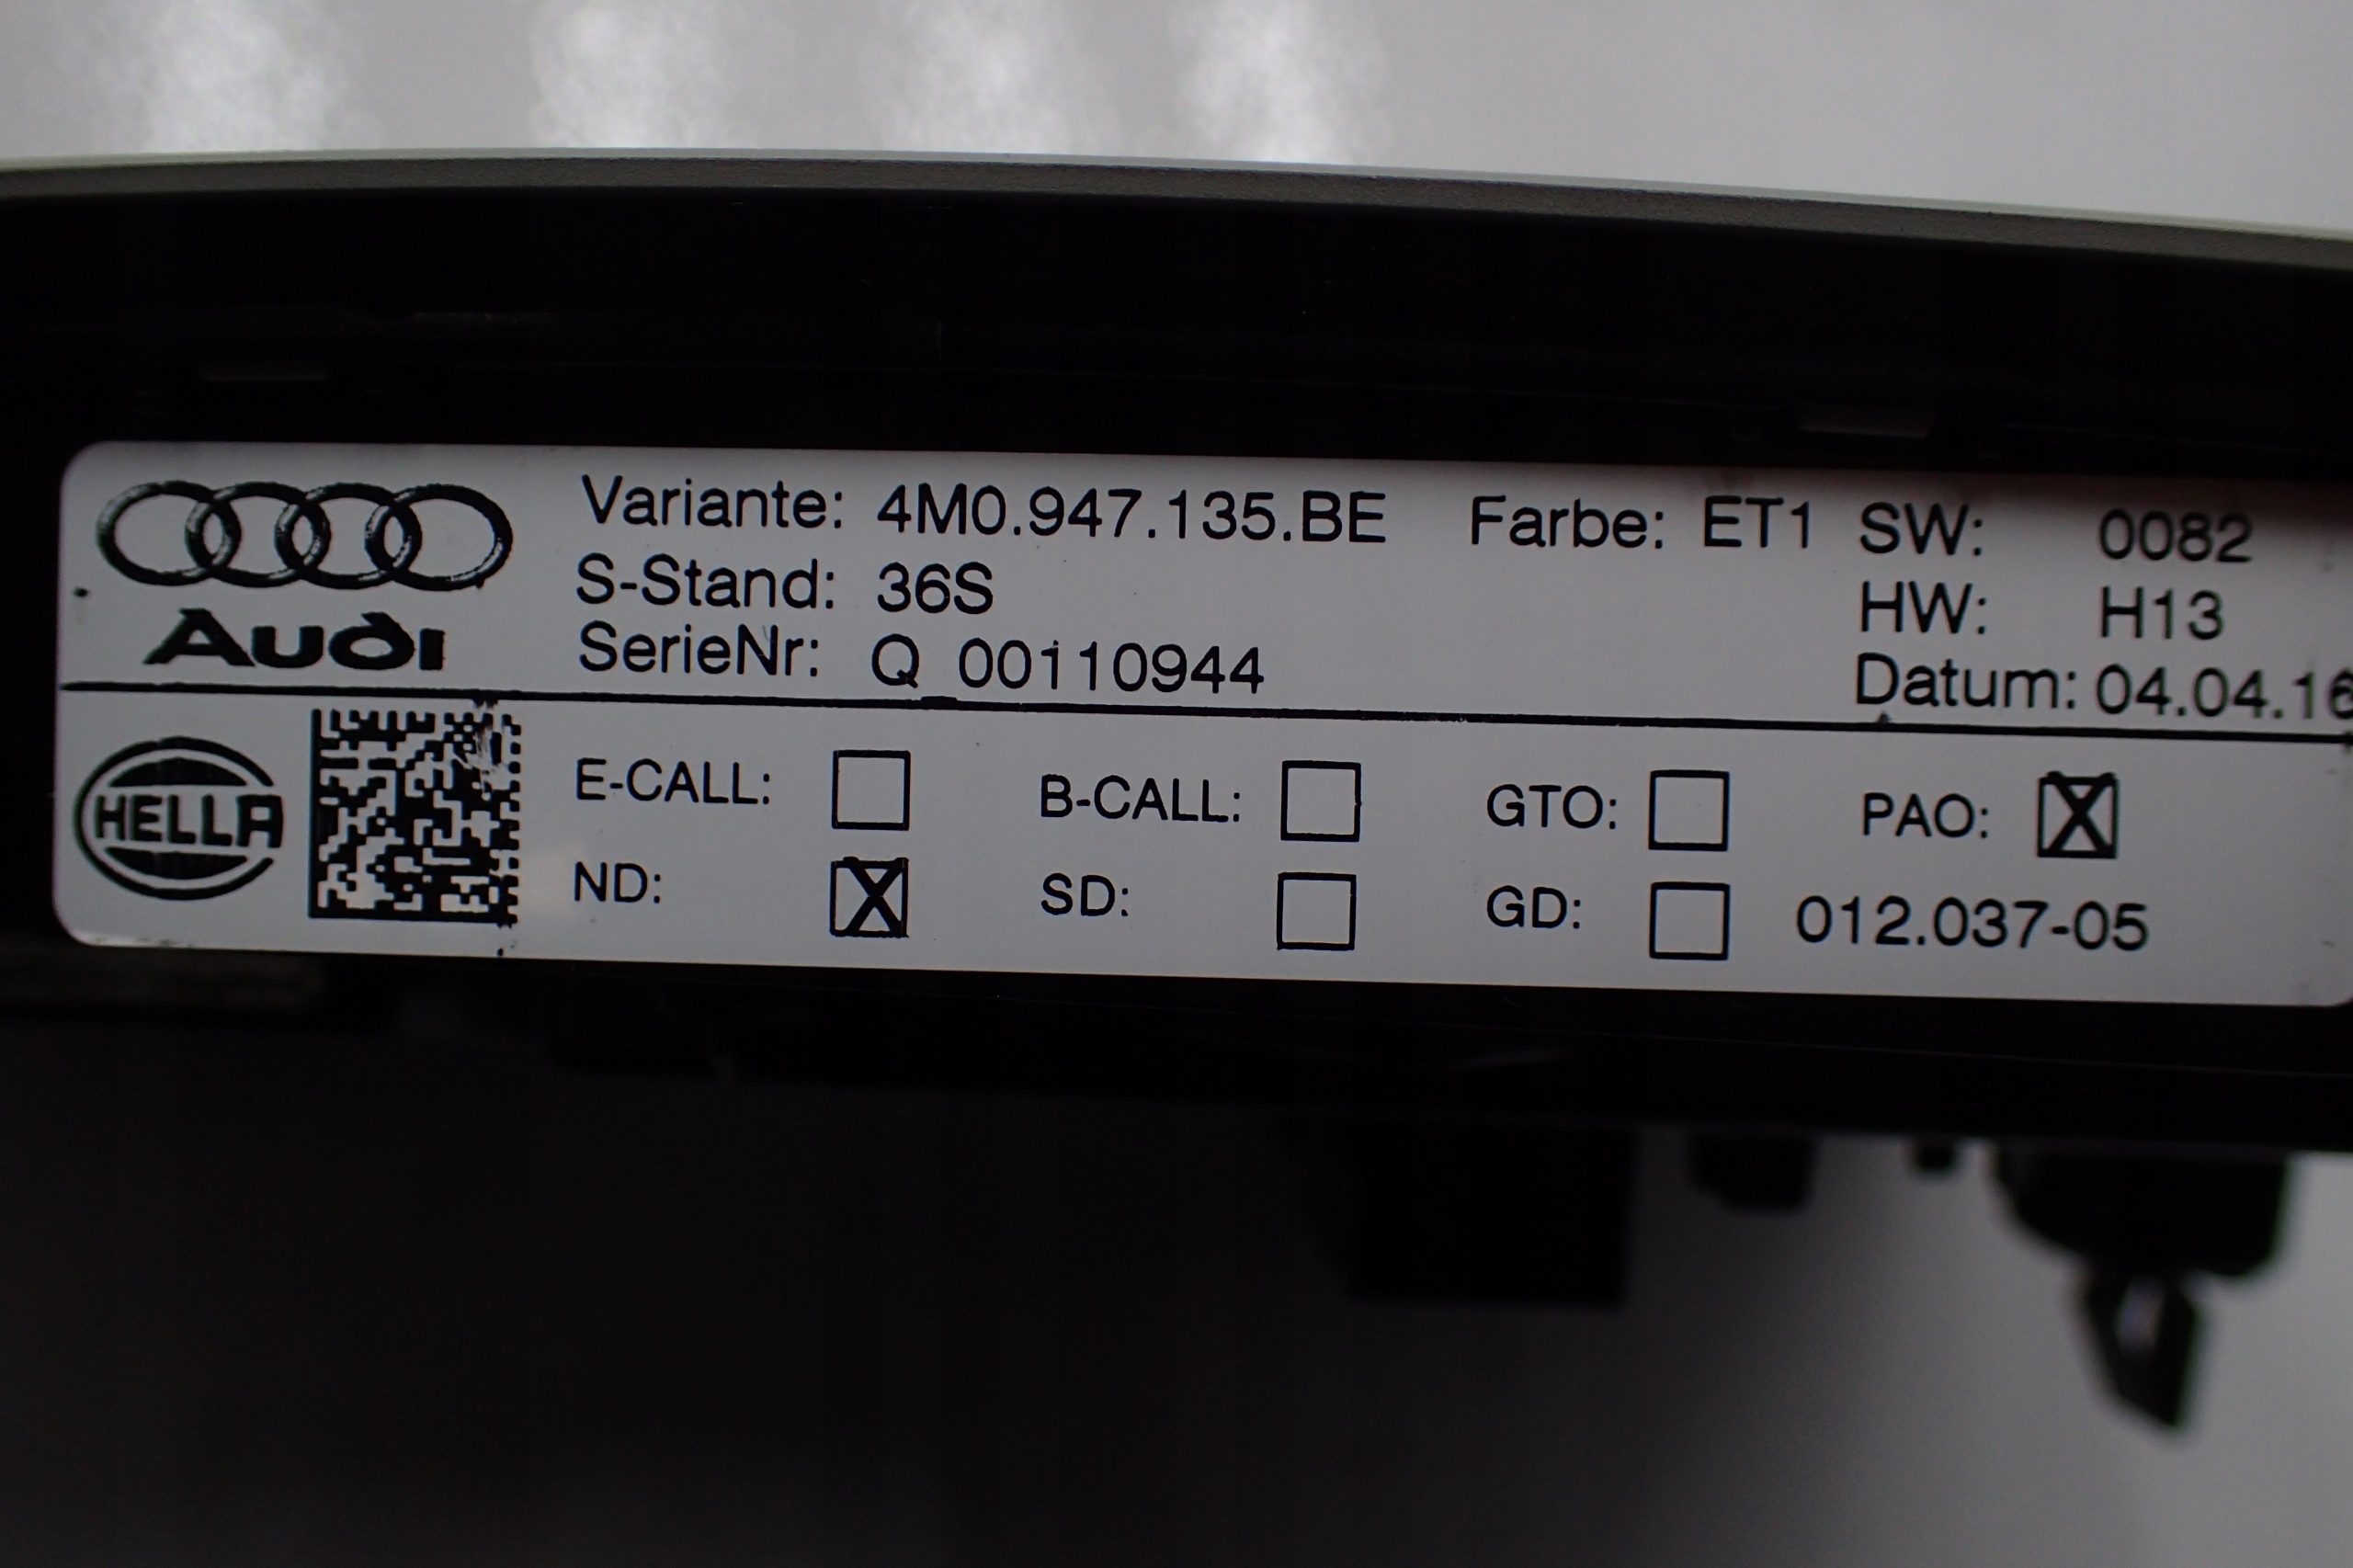 Audi
Variante: 4M0.947.135.BE Farbe: ET1 SW: 0082
S-Stand: 36S HW: H13
SerieNr: Q 00110944 Datum: 04.04.16
HELLA
E-CALL: B-CALL: GTO: PAO: X
ND: X SD: GD: 012.037-05